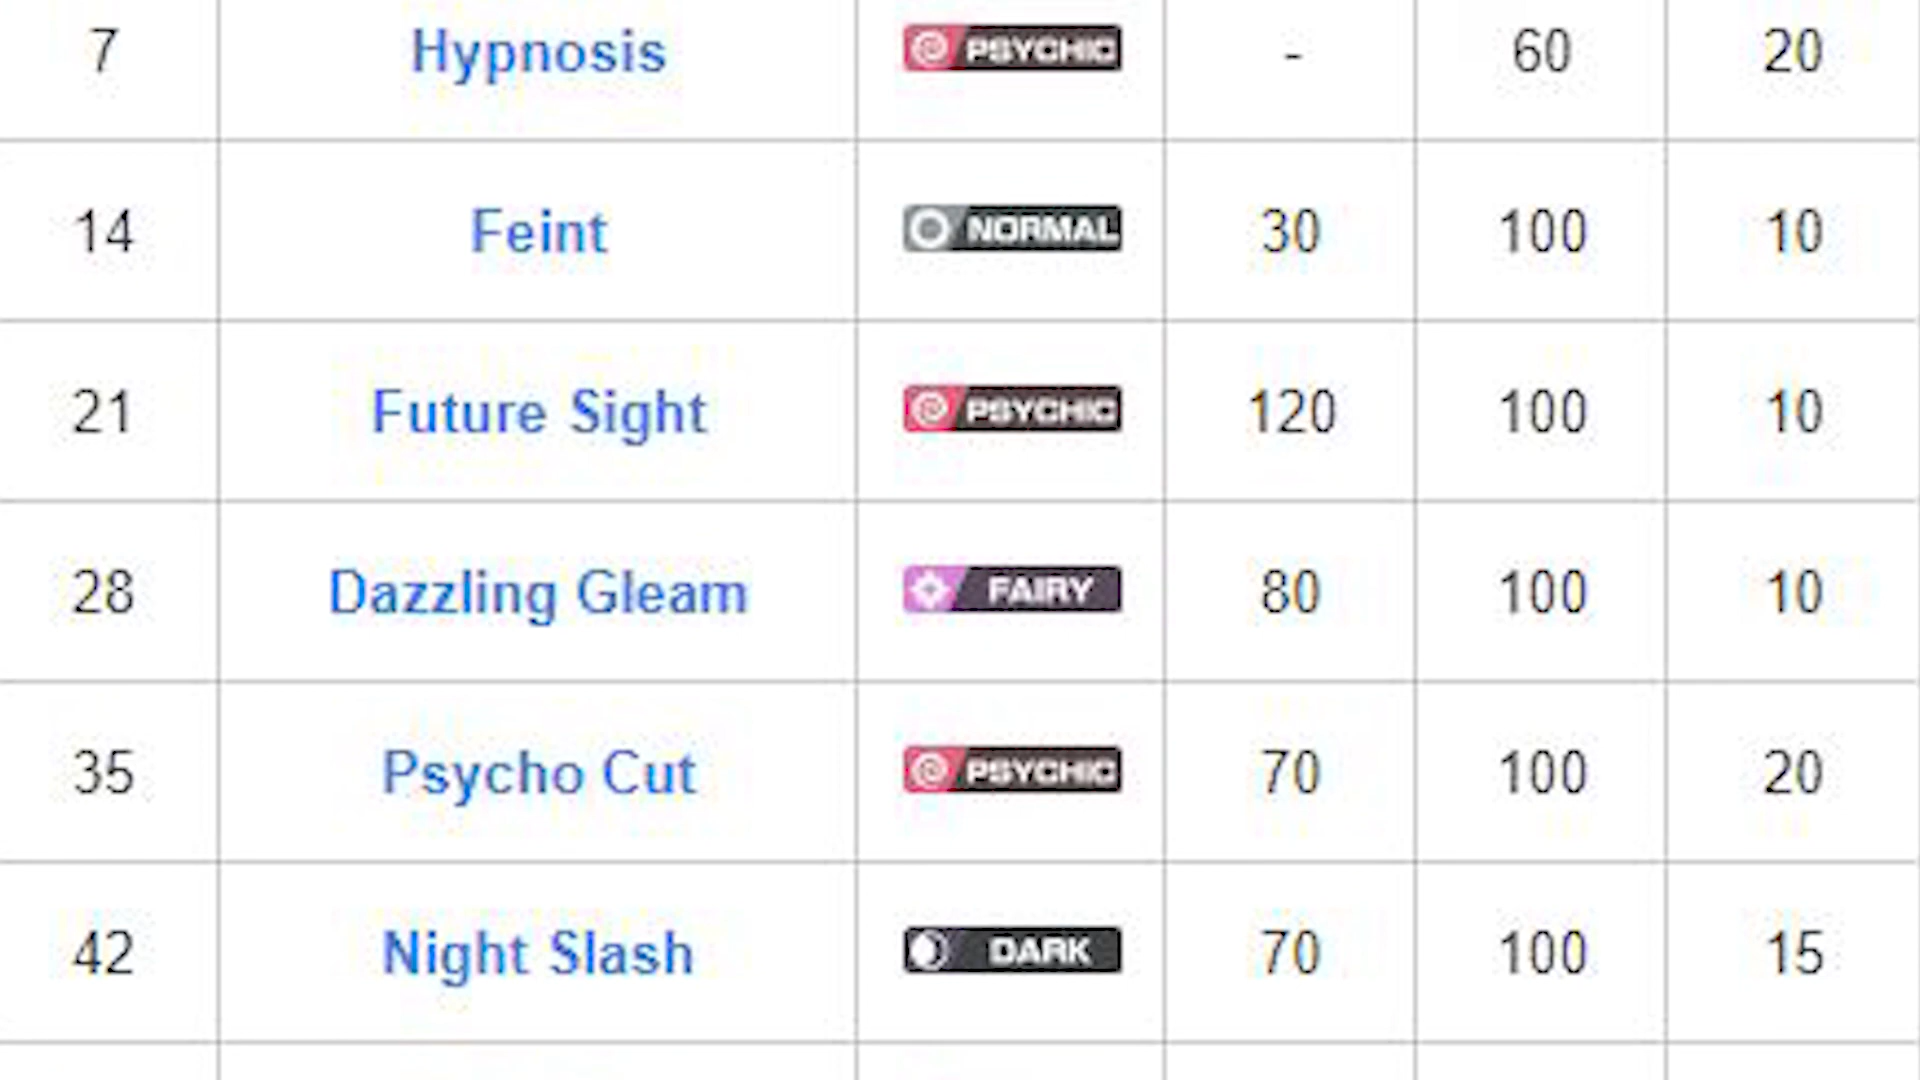 7 Hypnosis PSYCHIC - 60 20
14 Feint NORMAL 30 100 10
21 Future Sight PSYCHIC 120 100 10
28 Dazzling Gleam FAIRY 80 100 10
35 Psycho Cut PSYCHIC 70 100 20
42 Night Slash DARK 70 100 15